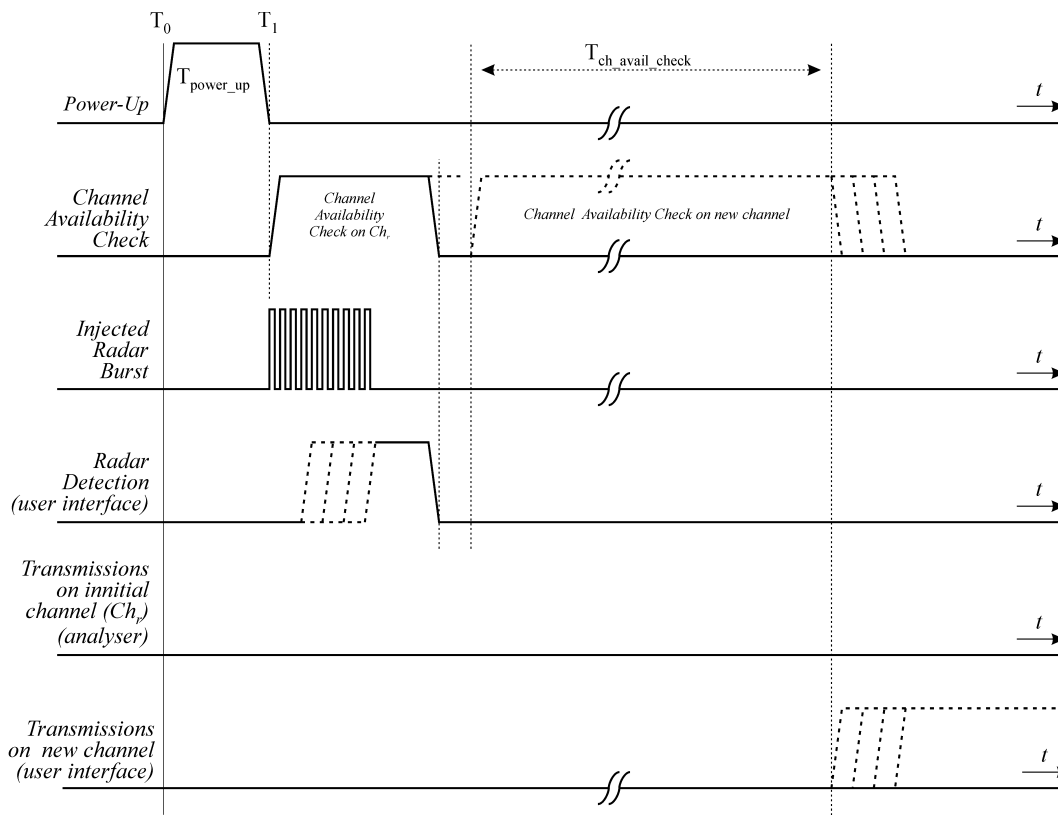 T0 T1
Tch_avail_check
Tpower_up
Power-Up
t
Channel
Availability
Check
Channel
Availability
Check on Chr
Channel Availability Check on new channel
t
Injected
Radar
Burst
t
Radar
Detection
(user interface)
t
Transmissions
on innitial
channel (Chr)
(analyser)
t
Transmissions
on new channel
(user interface)
t